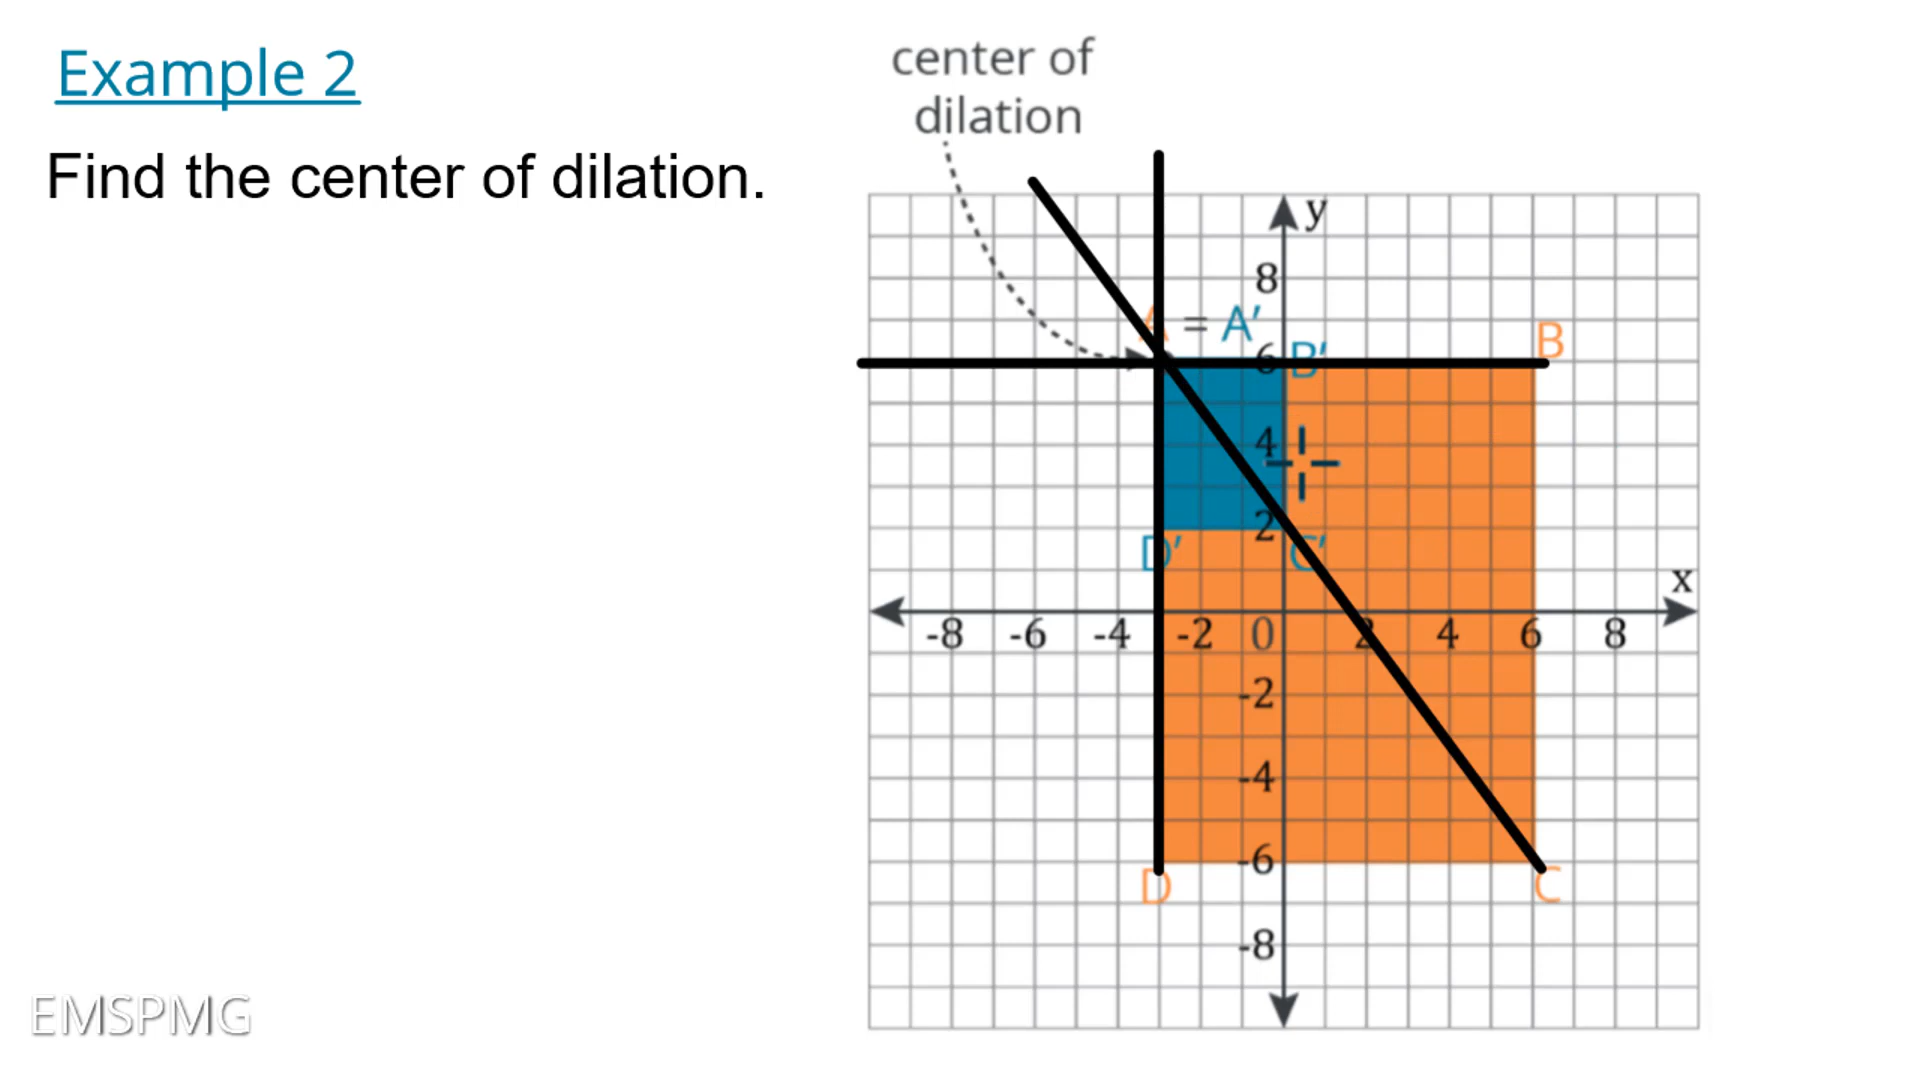 Example 2
Find the center of dilation.
center of
dilation
y
8
A = A′
6
B′
B
4
2
D′
C′
x
-8 -6 -4 -2 0 2 4 6 8
-2
-4
-6
D
C
-8
EMSPMG